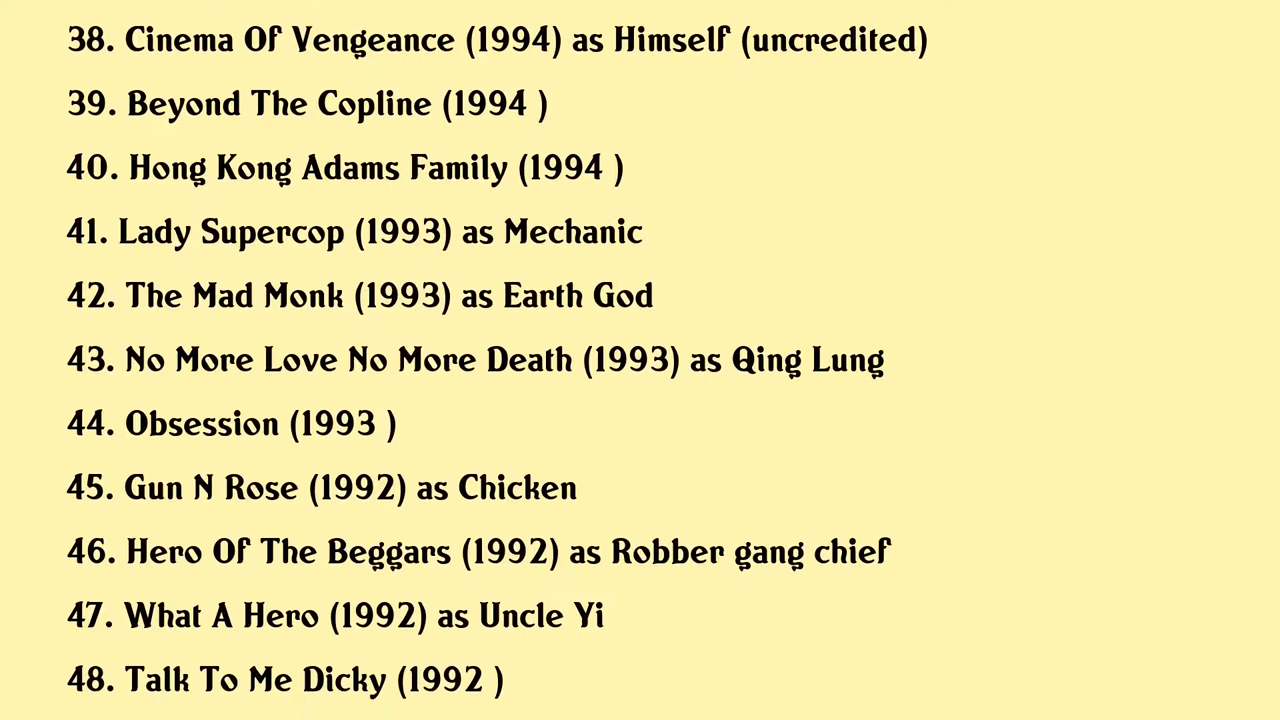 38. Cinema Of Vengeance (1994) as Himself (uncredited)
39. Beyond The Copline (1994 )
40. Hong Kong Adams Family (1994 )
41. Lady Supercop (1993) as Mechanic
42. The Mad Monk (1993) as Earth God
43. No More Love No More Death (1993) as Qing Lung
44. Obsession (1993 )
45. Gun N Rose (1992) as Chicken
46. Hero Of The Beggars (1992) as Robber gang chief
47. What A Hero (1992) as Uncle Yi
48. Talk To Me Dicky (1992 )